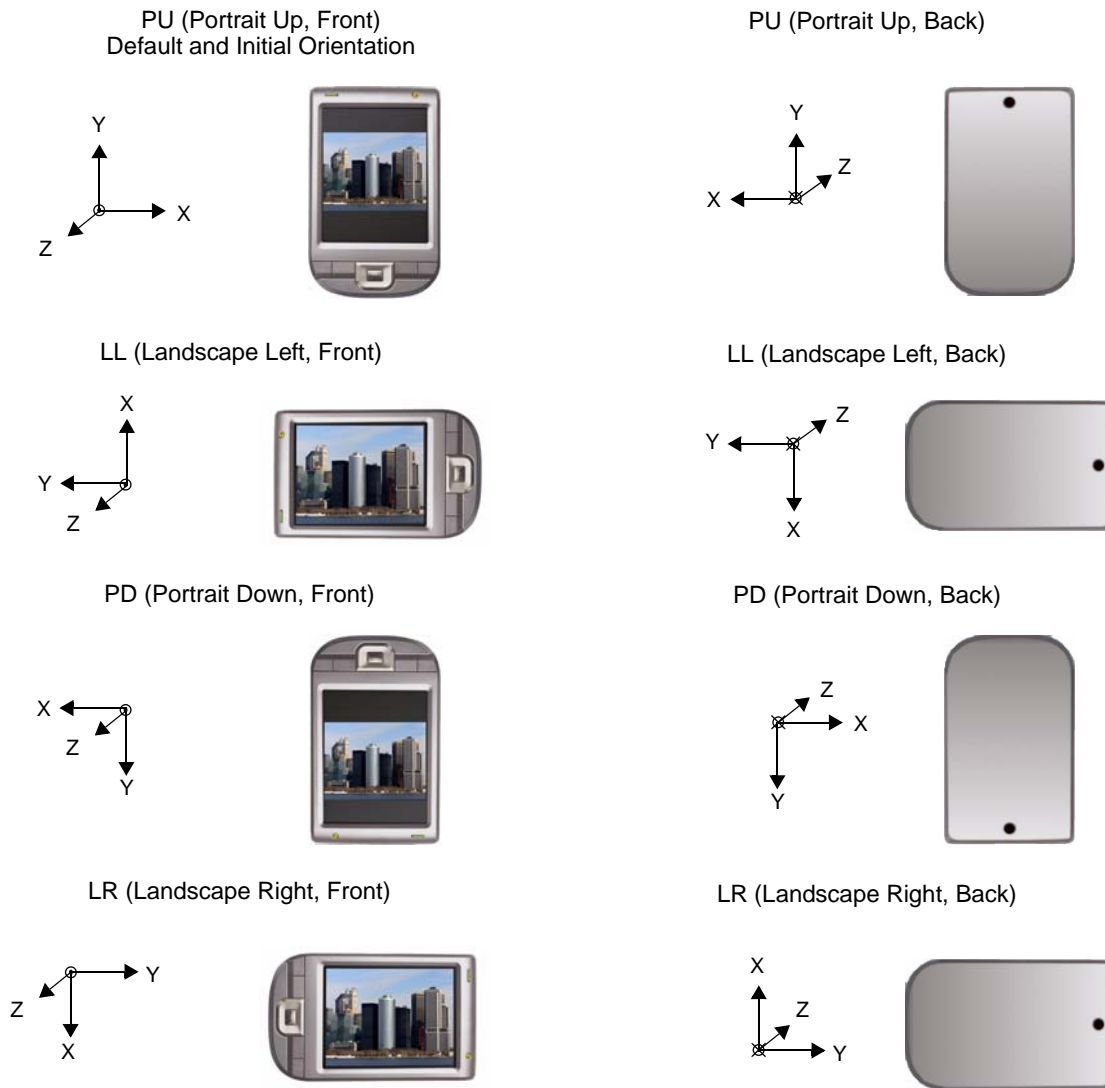 PU (Portrait Up, Front)
Default and Initial Orientation
PU (Portrait Up, Back)
Y
X
Z
Y
Z
X
LL (Landscape Left, Front)
LL (Landscape Left, Back)
X
Y
Z
Z
Y
X
PD (Portrait Down, Front)
PD (Portrait Down, Back)
X
Z
Y
Z
X
Y
LR (Landscape Right, Front)
LR (Landscape Right, Back)
Y
Z
X
X
Z
Y